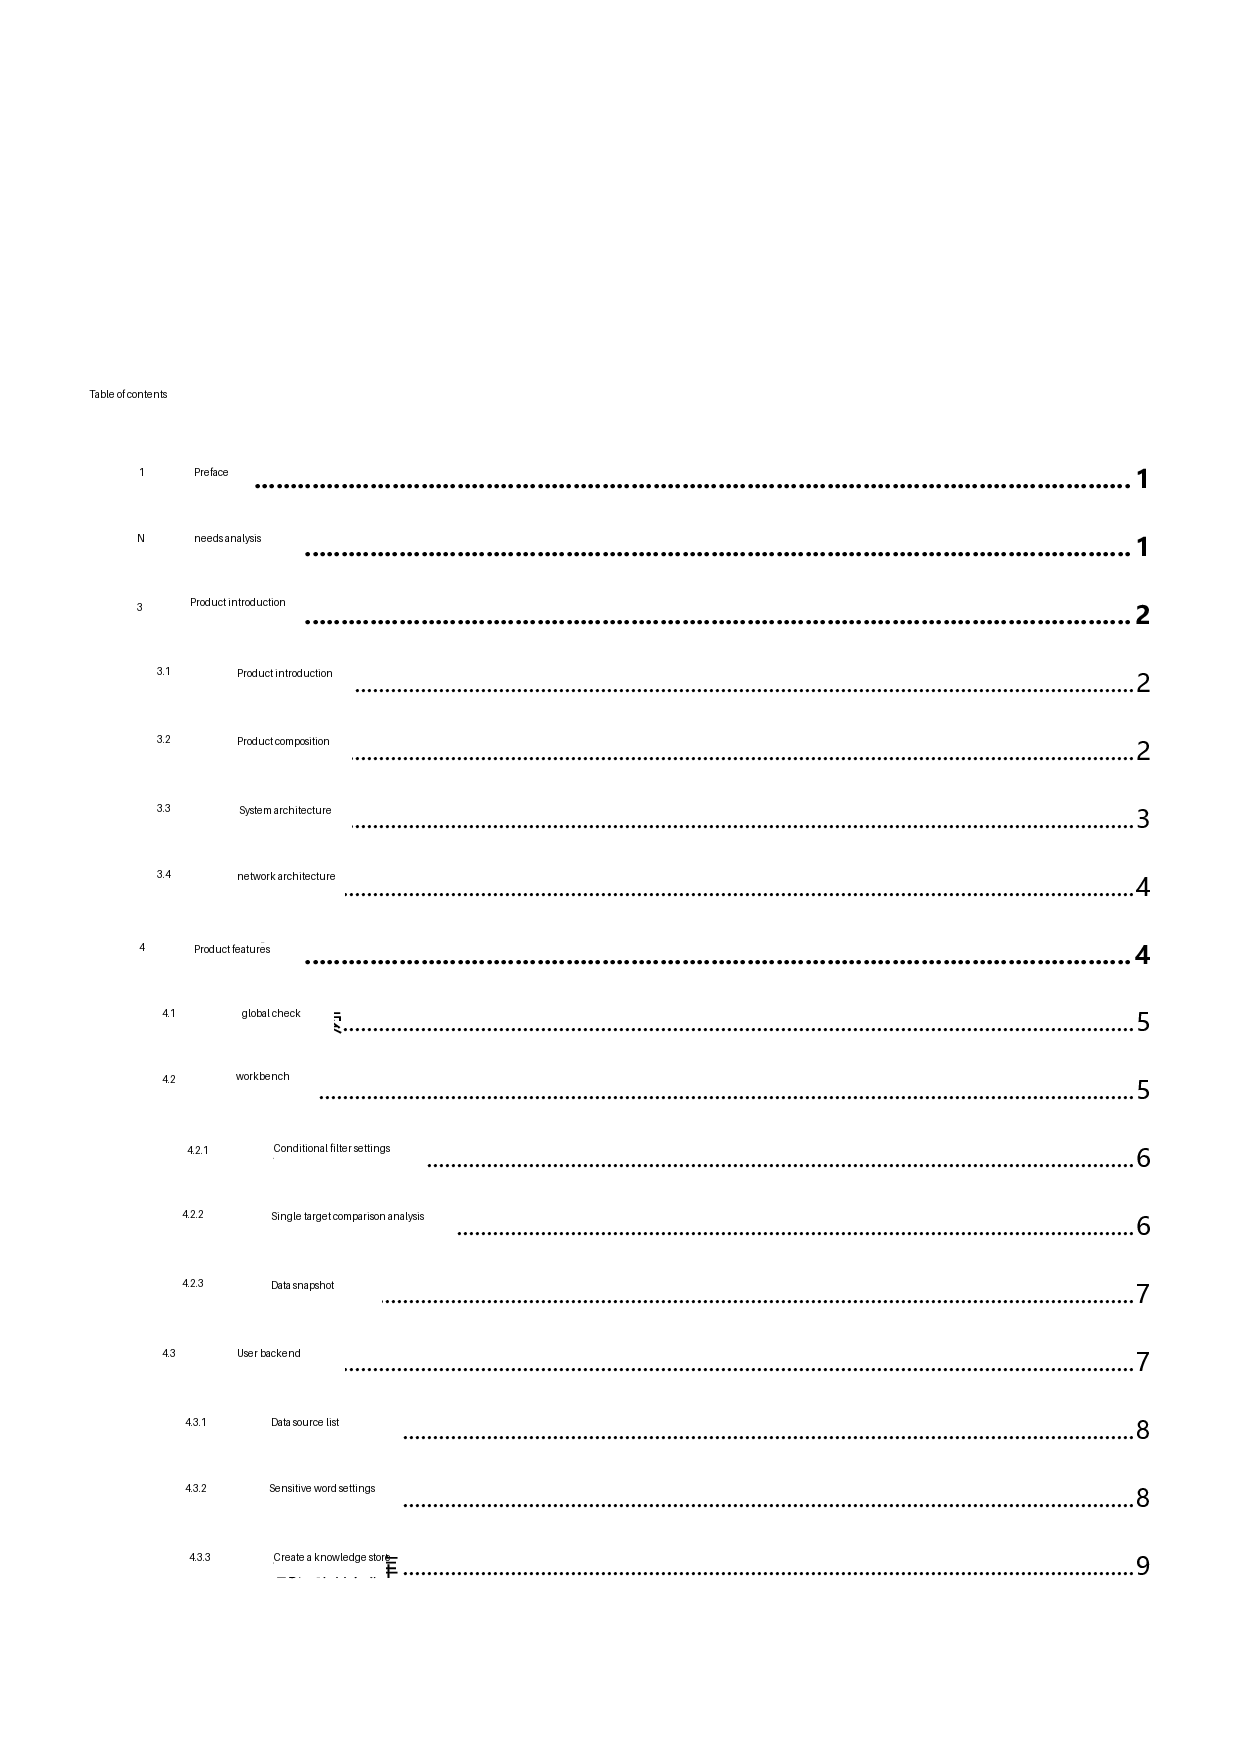 Table of contents
1 Preface ........ 1
N needs analysis ........ 1
3 Product introduction ........ 2
3.1 Product introduction ........ 2
3.2 Product composition ........ 2
3.3 System architecture ........ 3
3.4 network architecture ........ 4
4 Product features ........ 4
4.1 global check ........ 5
4.2 workbench ........ 5
4.2.1 Conditional filter settings ........ 6
4.2.2 Single target comparison analysis ........ 6
4.2.3 Data snapshot ........ 7
4.3 User backend ........ 7
4.3.1 Data source list ........ 8
4.3.2 Sensitive word settings ........ 8
4.3.3 Create a knowledge store ........ 9